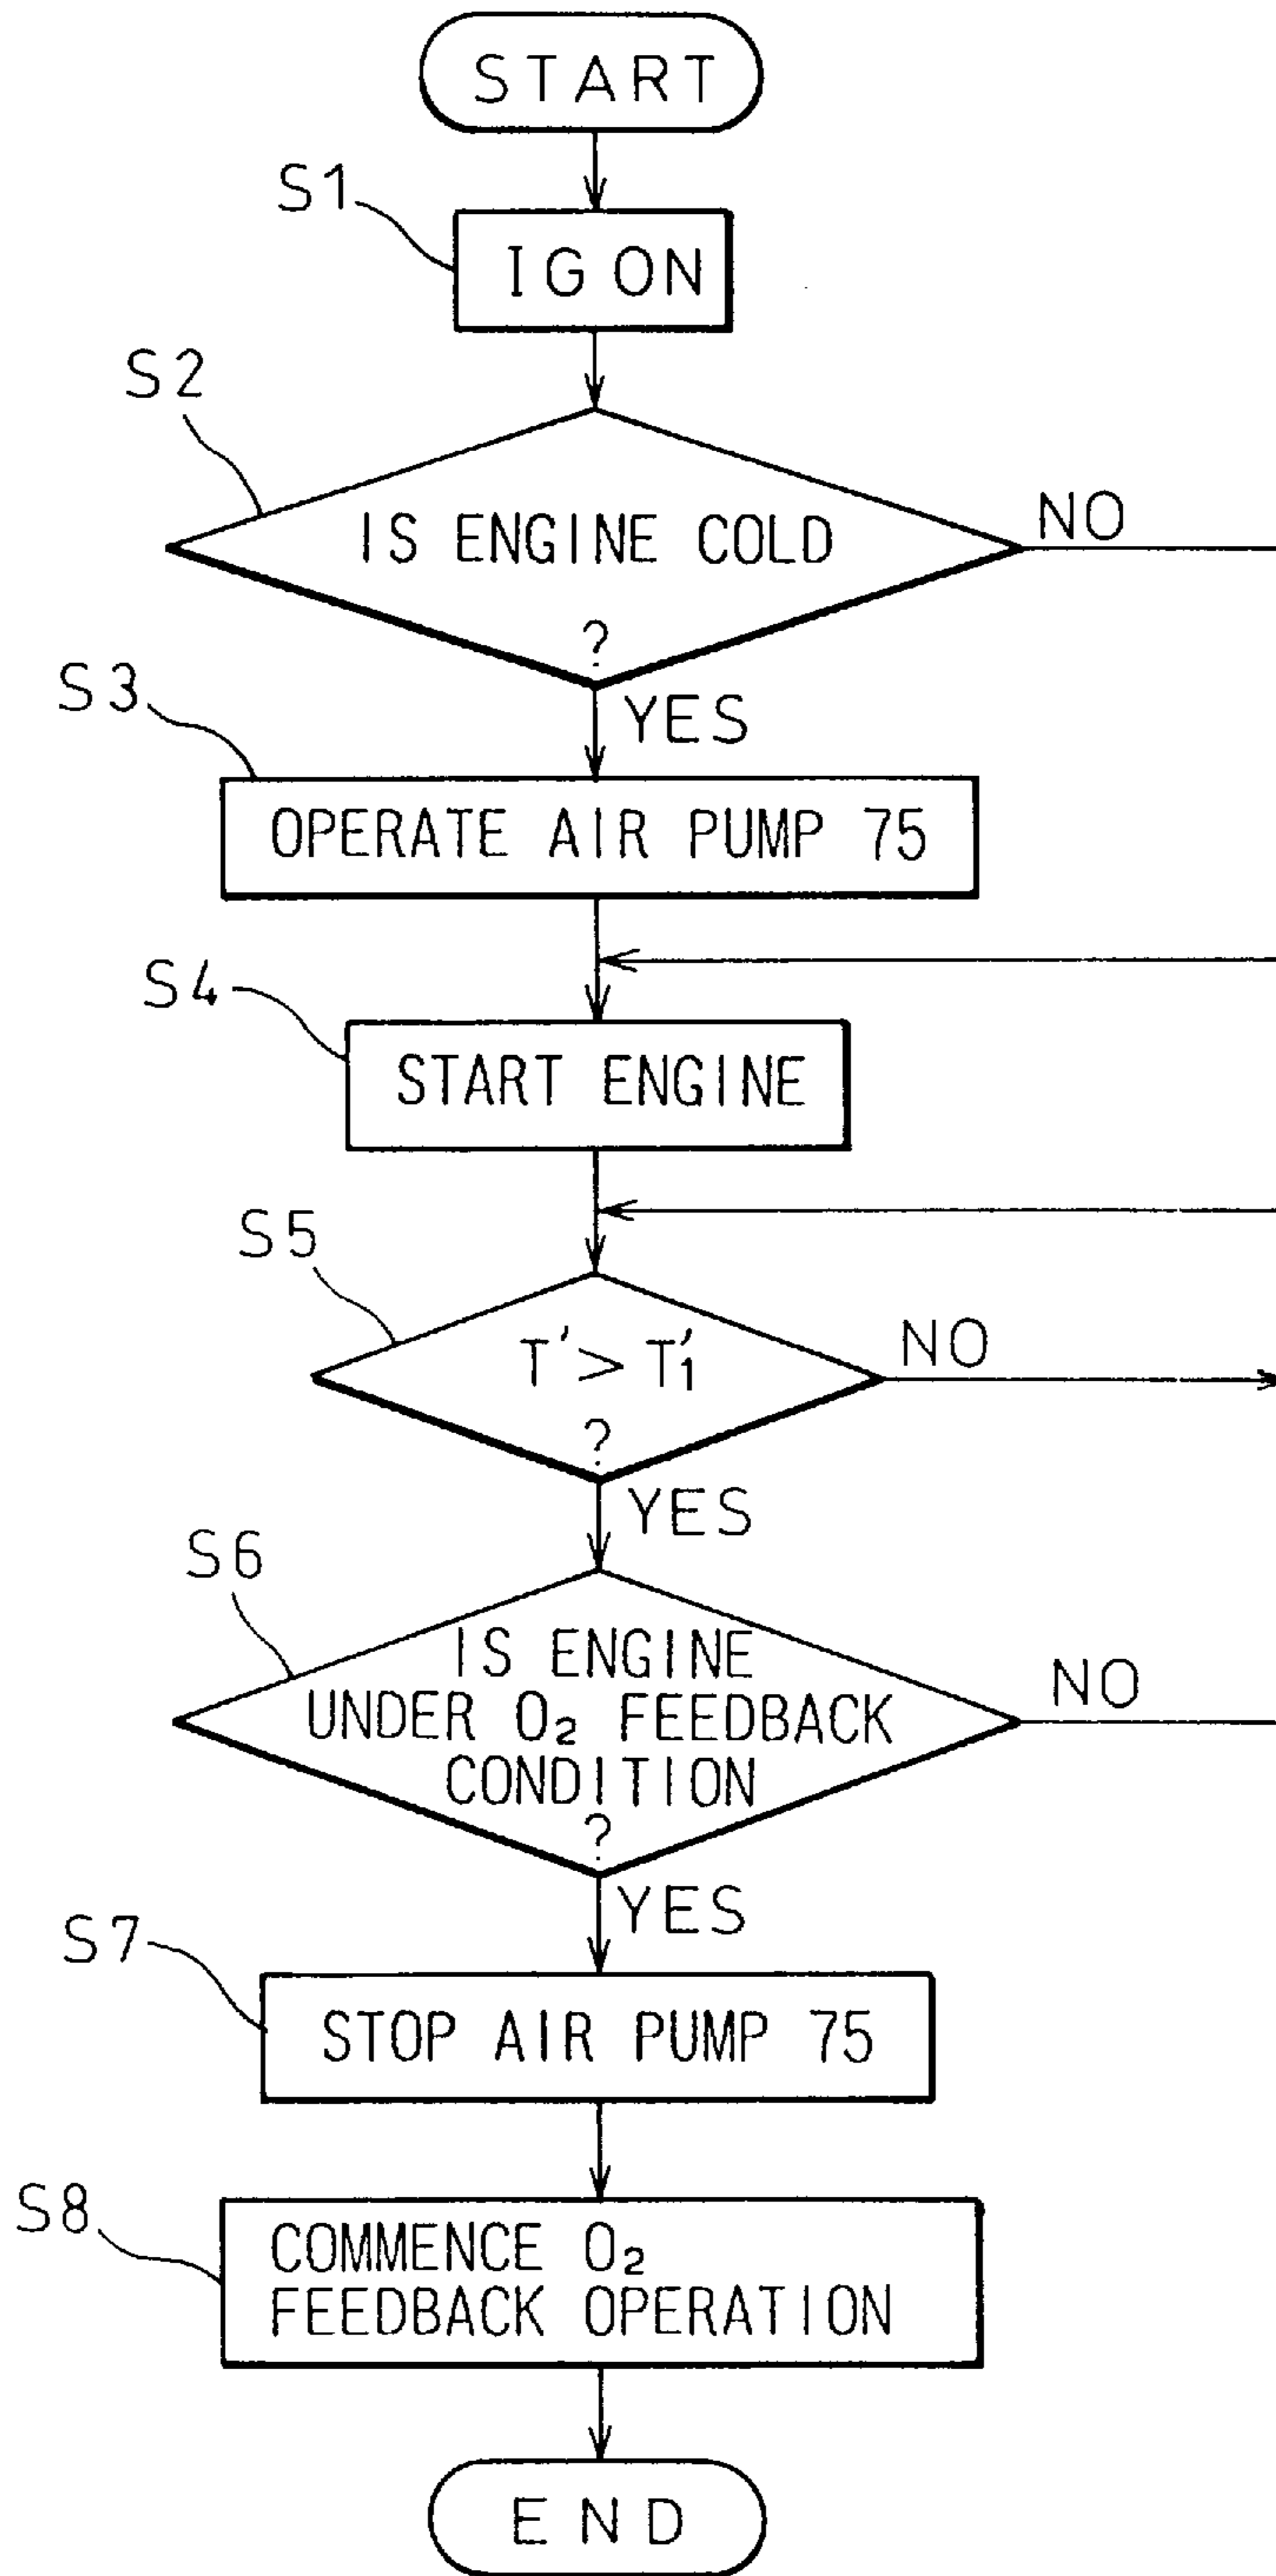 START
S1
IG ON
S2
IS ENGINE COLD
?
NO
YES
S3
OPERATE AIR PUMP 75
S4
START ENGINE
S5
T' > T'1
?
NO
YES
S6
IS ENGINE
UNDER O2 FEEDBACK
CONDITION
?
NO
YES
S7
STOP AIR PUMP 75
S8
COMMENCE O2
FEEDBACK OPERATION
END